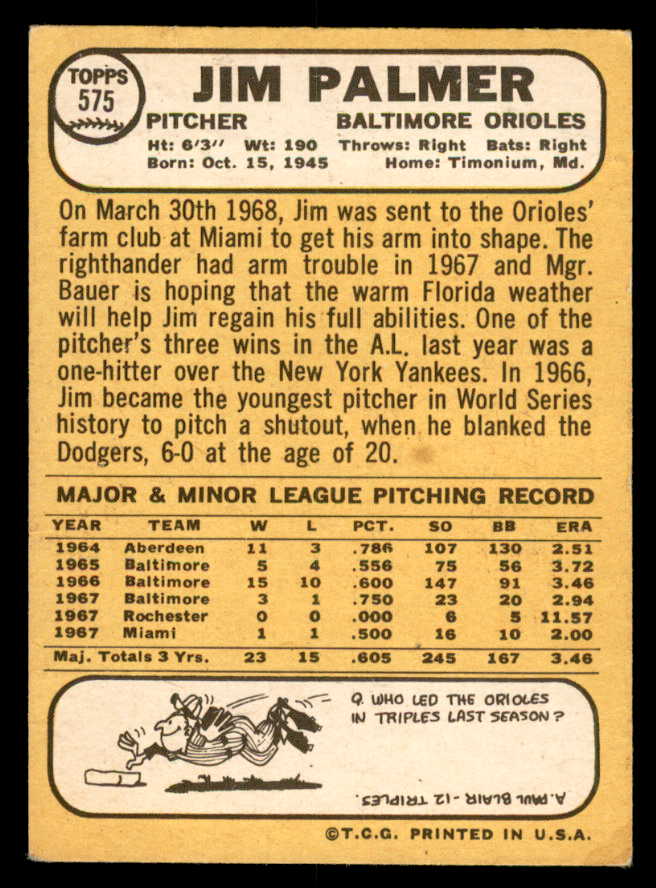 TOPPS
575
JIM PALMER
PITCHER BALTIMORE ORIOLES
Ht: 6'3" Wt: 190 Throws: Right Bats: Right
Born: Oct. 15, 1945 Home: Timonium, Md.
On March 30th 1968, Jim was sent to the Orioles'
farm club at Miami to get his arm into shape. The
righthander had arm trouble in 1967 and Mgr.
Bauer is hoping that the warm Florida weather
will help Jim regain his full abilities. One of the
pitcher's three wins in the A.L. last year was a
one-hitter over the New York Yankees. In 1966,
Jim became the youngest pitcher in World Series
history to pitch a shutout, when he blanked the
Dodgers, 6-0 at the age of 20.
MAJOR & MINOR LEAGUE PITCHING RECORD
YEAR TEAM W L PCT. SO BB ERA
1964 Aberdeen 11 3 .786 107 130 2.51
1965 Baltimore 5 4 .556 75 56 3.72
1966 Baltimore 15 10 .600 147 91 3.46
1967 Baltimore 3 1 .750 23 20 2.94
1967 Rochester 0 0 .000 6 5 11.57
1967 Miami 1 1 .500 16 10 2.00
Maj. Totals 3 Yrs. 23 15 .605 245 167 3.46
Q. WHO LED THE ORIOLES
IN TRIPLES LAST SEASON?
A. PAUL BLAIR-12 TRIPLES.
©T.C.G. PRINTED IN U.S.A.